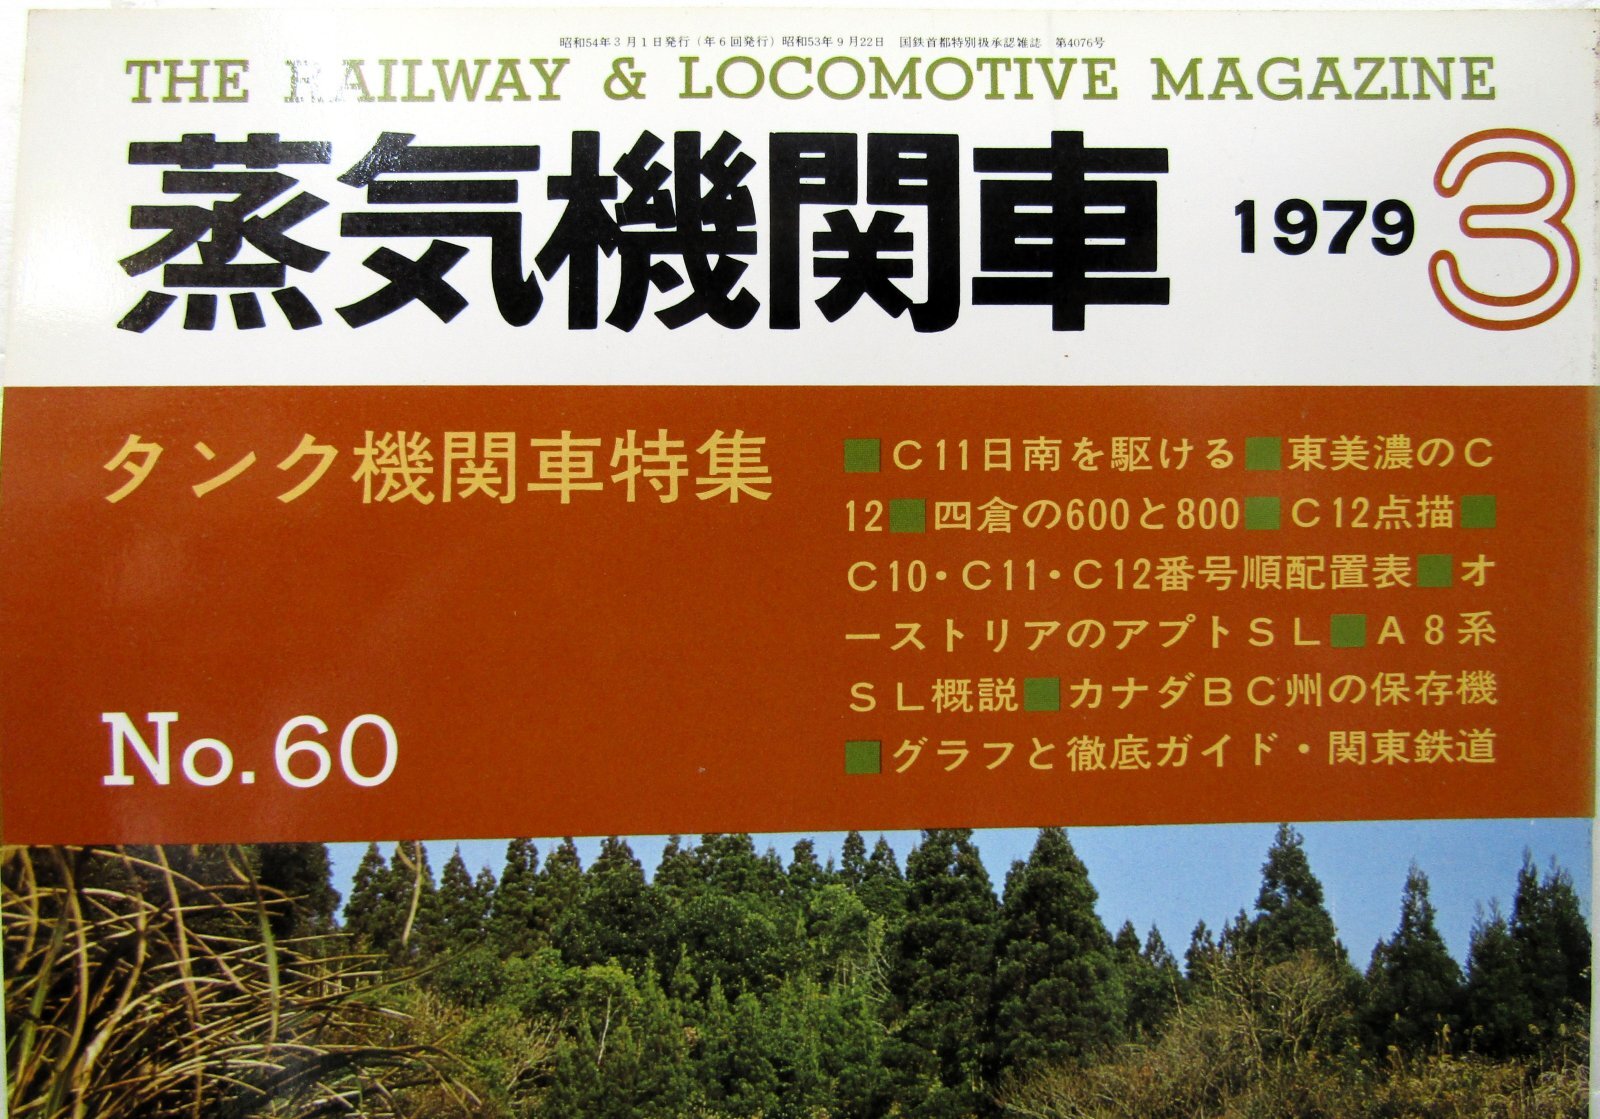 昭和54年3月1日発行（年6回発行）昭和53年9月22日　国鉄首都特別扱承認雑誌　第4076号
THE RAILWAY & LOCOMOTIVE MAGAZINE
蒸気機関車 1979 3
タンク機関車特集
■C11日南を駆ける■東美濃のC
12■四倉の600と800■C12点描■
C10・C11・C12番号順配置表■オ
ーストリアのアプトSL■A8系
SL概説■カナダBC州の保存機
■グラフと徹底ガイド・関東鉄道
No.60